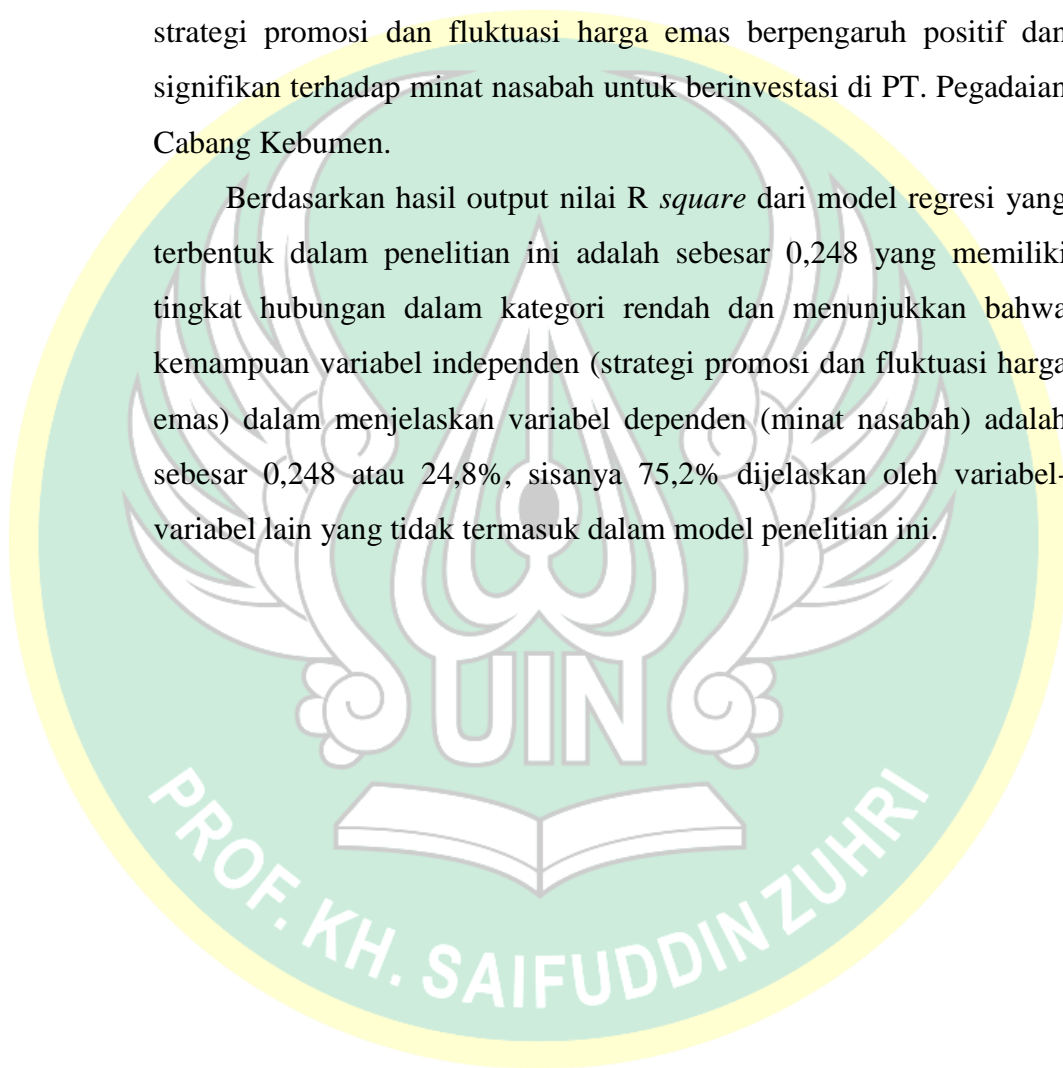 strategi promosi dan fluktuasi harga emas berpengaruh positif dan
signifikan terhadap minat nasabah untuk berinvestasi di PT. Pegadaian
Cabang Kebumen.
Berdasarkan hasil output nilai R square dari model regresi yang
terbentuk dalam penelitian ini adalah sebesar 0,248 yang memiliki
tingkat hubungan dalam kategori rendah dan menunjukkan bahwa
kemampuan variabel independen (strategi promosi dan fluktuasi harga
emas) dalam menjelaskan variabel dependen (minat nasabah) adalah
sebesar 0,248 atau 24,8%, sisanya 75,2% dijelaskan oleh variabel-
variabel lain yang tidak termasuk dalam model penelitian ini.
UIN
PROF. KH. SAIFUDDIN ZUHRI